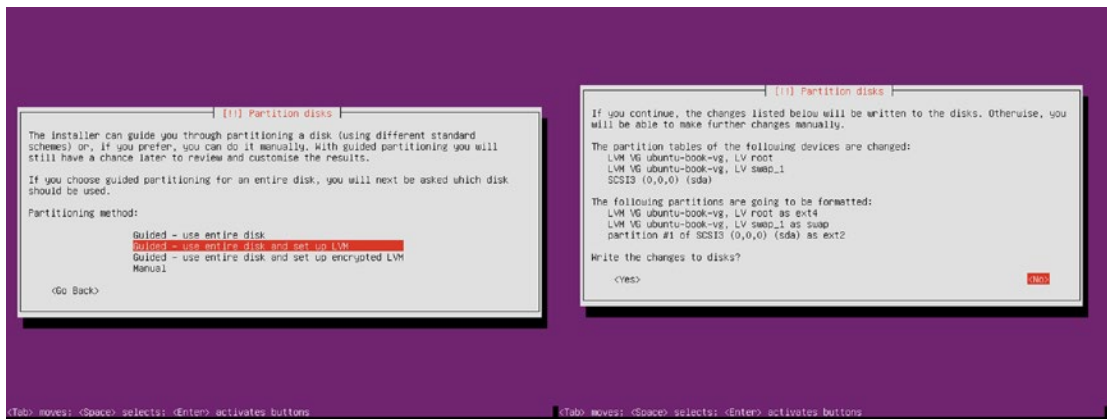 [!!] Partition disks
The installer can guide you through partitioning a disk (using different standard
schemes) or, if you prefer, you can do it manually. With guided partitioning you will
still have a chance later to review and customise the results.
If you choose guided partitioning for an entire disk, you will next be asked which disk
should be used.
Partitioning method:
Guided - use entire disk
Guided - use entire disk and set up LVM
Guided - use entire disk and set up encrypted LVM
Manual
<Go Back>
<Tab> moves; <Space> selects; <Enter> activates buttons
[!!] Partition disks
If you continue, the changes listed below will be written to the disks. Otherwise, you
will be able to make further changes manually.
The partition tables of the following devices are changed:
LVM VG ubuntu-book-vg, LV root
LVM VG ubuntu-book-vg, LV swap_1
SCSI3 (0,0,0) (sda)
The following partitions are going to be formatted:
LVM VG ubuntu-book-vg, LV root as ext4
LVM VG ubuntu-book-vg, LV swap_1 as swap
partition #1 of SCSI3 (0,0,0) (sda) as ext2
Write the changes to disks?
<Yes> <No>
<Tab> moves; <Space> selects; <Enter> activates buttons